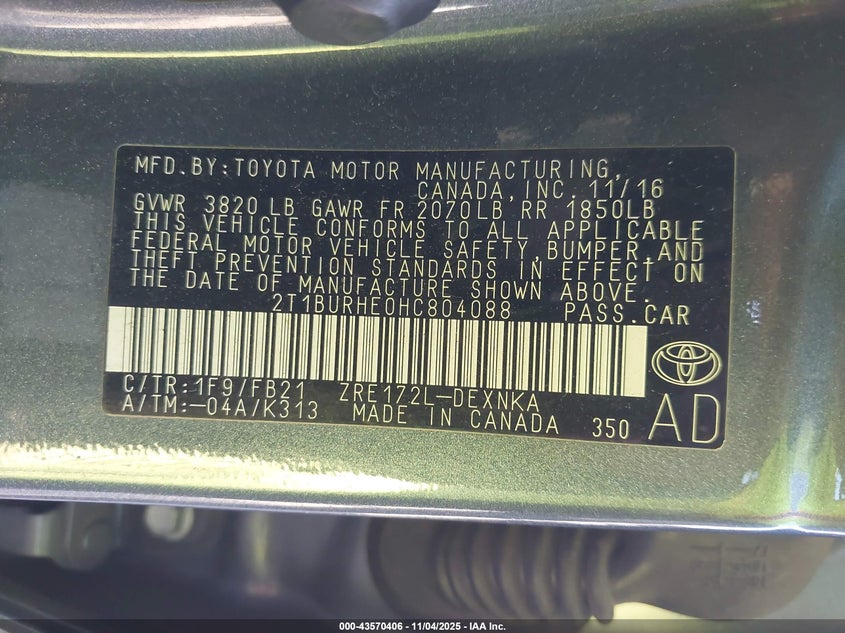 MFD.BY:TOYOTA MOTOR MANUFACTURING,
CANADA,INC. 11/16
GVWR 3820 LB GAWR FR 2070LB RR 1850LB
THIS VEHICLE CONFORMS TO ALL APPLICABLE
FEDERAL MOTOR VEHICLE SAFETY,BUMPER,AND
THEFT PREVENTION STANDARDS IN EFFECT ON
THE DATE OF MANUFACTURE SHOWN ABOVE.
2T1BURHE0HC804088 PASS.CAR
C/TR:1F9/FB21 ZRE172L-DEXNKA
A/TM:-04A/K313 MADE IN CANADA 350 AD
000-43570406 - 11/04/2025 - IAA Inc.